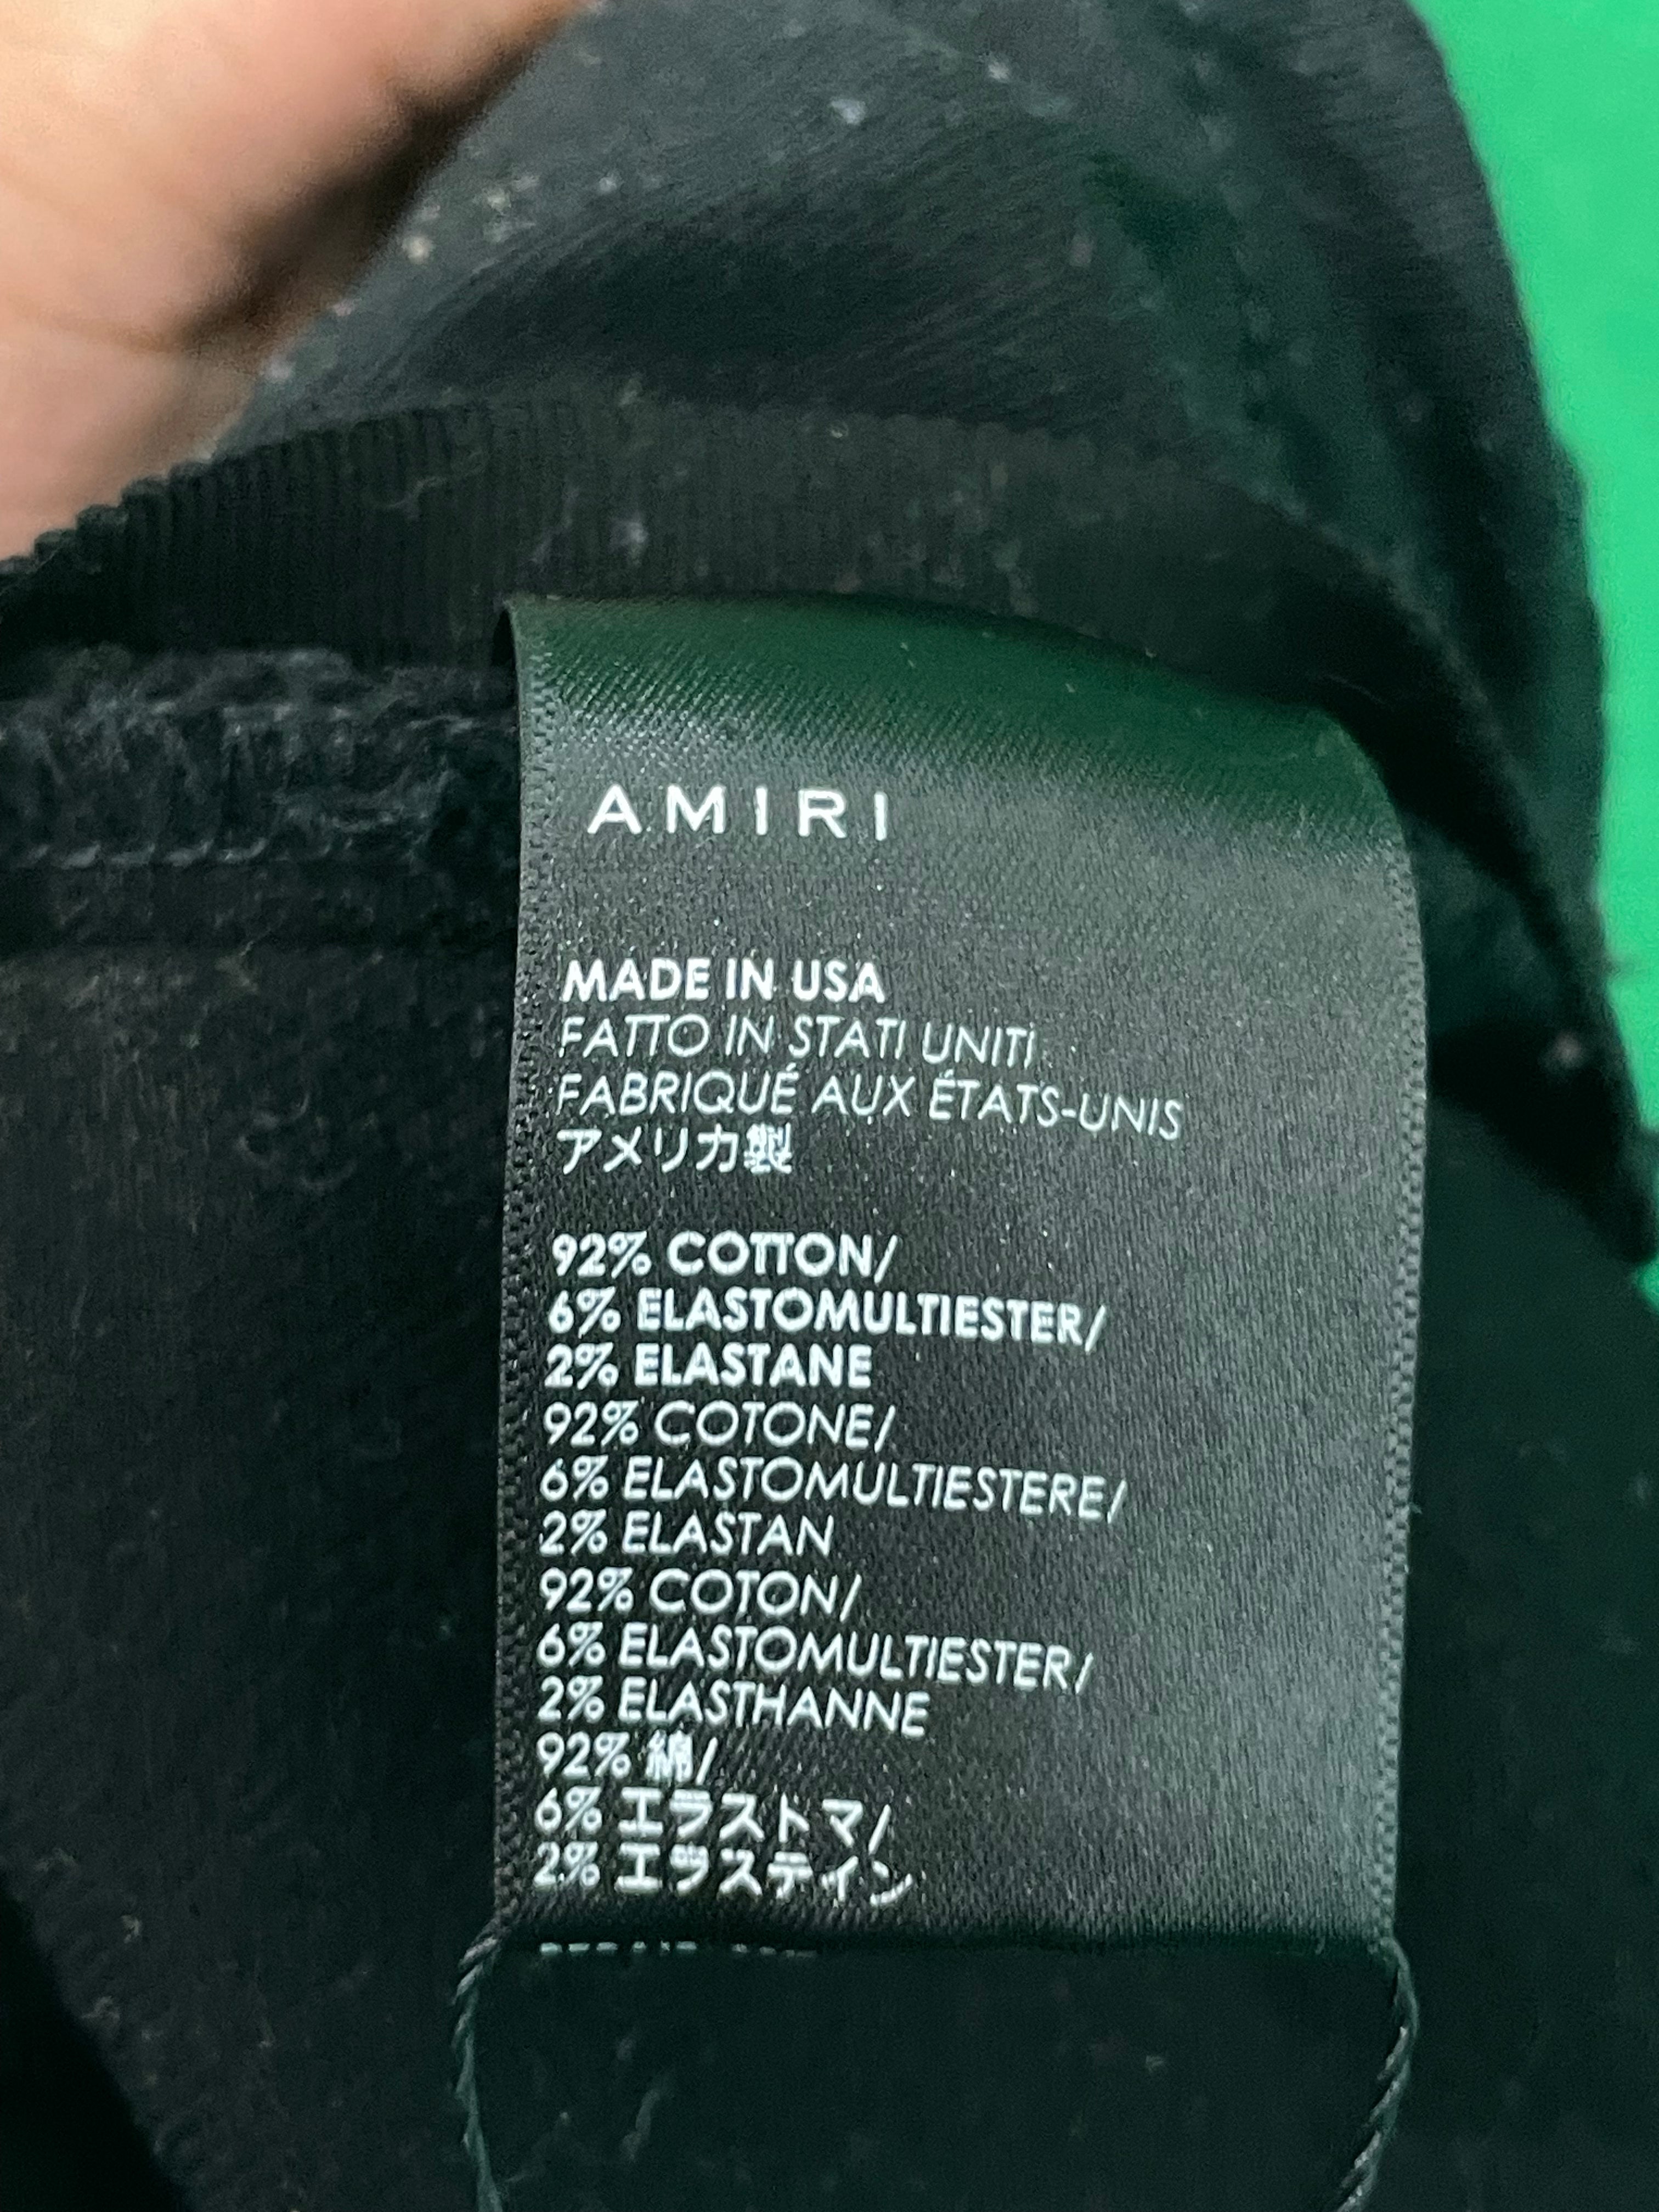 AMIRI
MADE IN USA
FATTO IN STATI UNITI
FABRIQUÉ AUX ÉTATS-UNIS
アメリカ製
92% COTTON/
6% ELASTOMULTIESTER/
2% ELASTANE
92% COTONE/
6% ELASTOMULTIESTERE/
2% ELASTAN
92% COTON/
6% ELASTOMULTIESTER/
2% ELASTHANNE
92% 綿/
6% エラストマ/
2% エラステイン